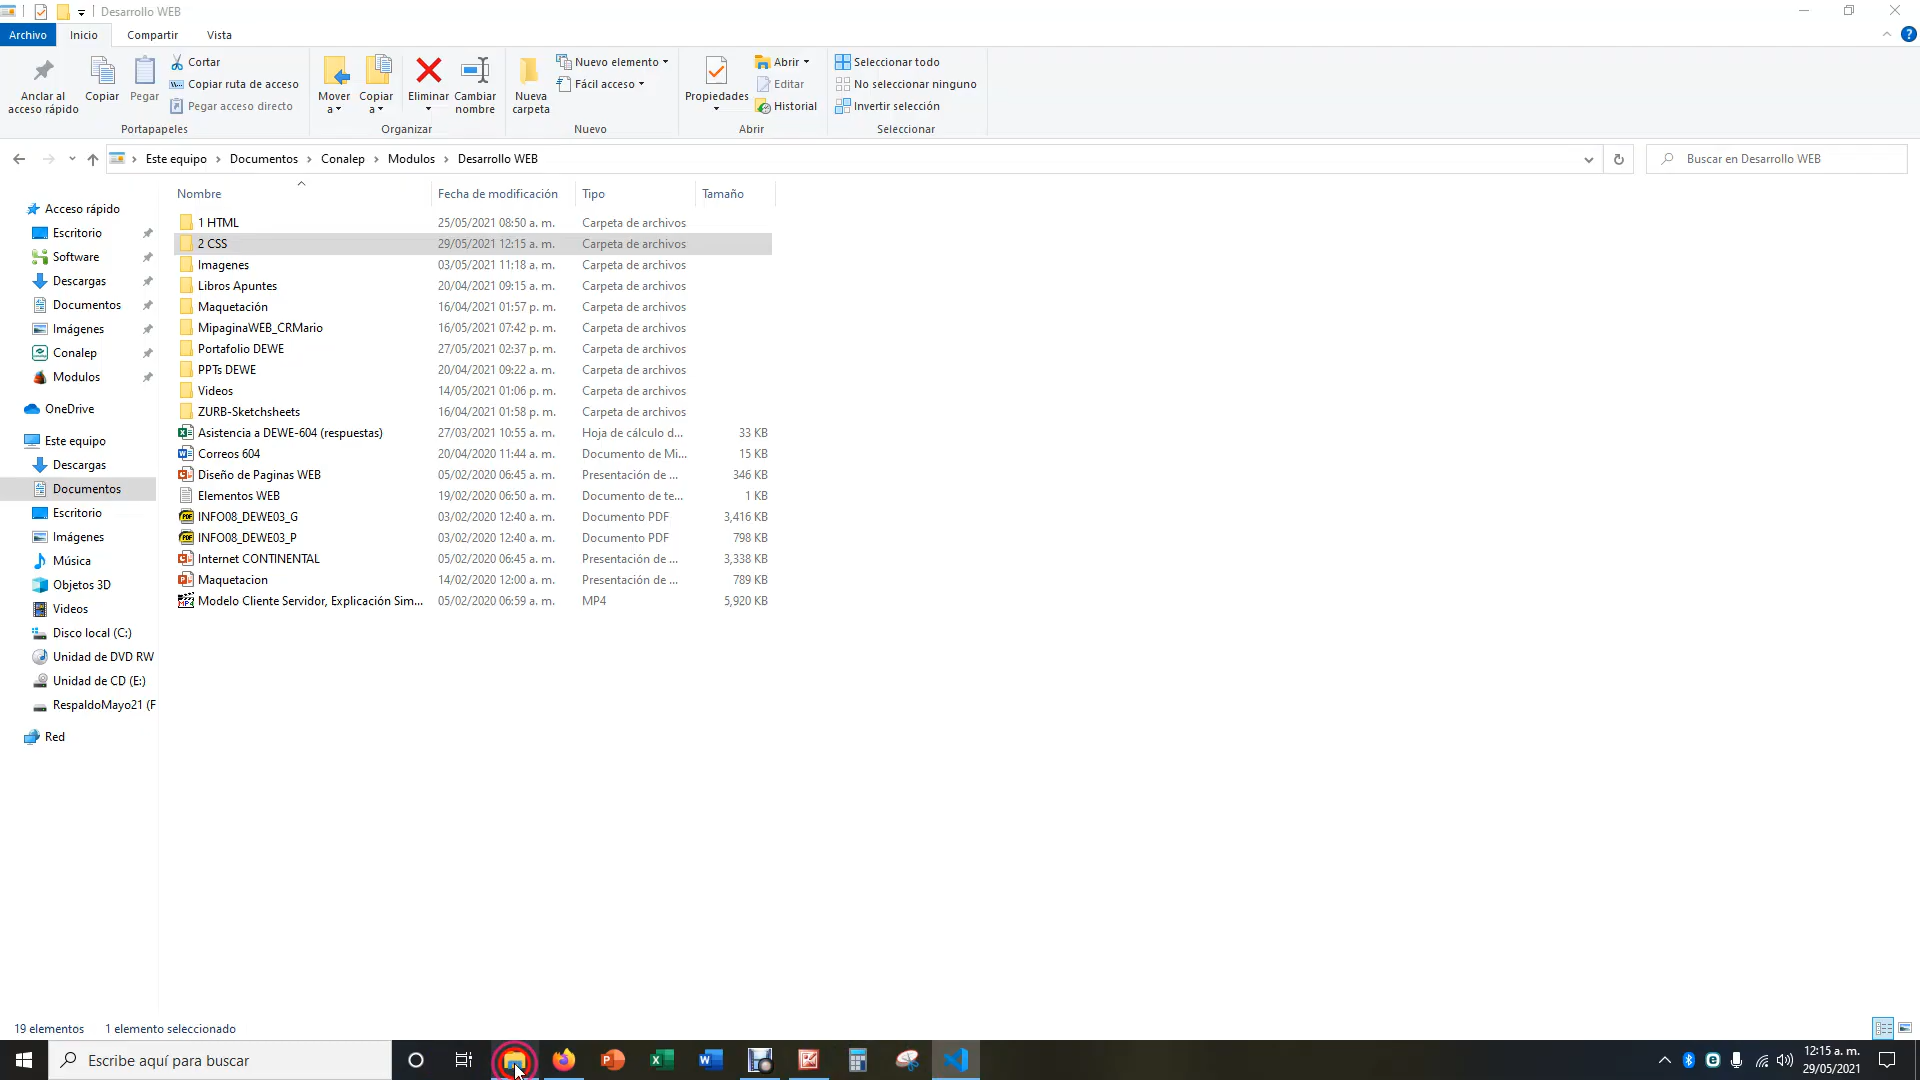 Desarrollo WEB
Archivo Inicio Compartir Vista
Anclar al acceso rápido
Copiar
Pegar
Cortar
Copiar ruta de acceso
Pegar acceso directo
Portapapeles
Mover a
Copiar a
Eliminar
Cambiar nombre
Organizar
Nueva carpeta
Nuevo elemento
Fácil acceso
Nuevo
Propiedades
Abrir
Editar
Historial
Abrir
Seleccionar todo
No seleccionar ninguno
Invertir selección
Seleccionar
Este equipo > Documentos > Conalep > Modulos > Desarrollo WEB
Buscar en Desarrollo WEB
Acceso rápido
Escritorio
Software
Descargas
Documentos
Imágenes
Conalep
Modulos
OneDrive
Este equipo
Descargas
Documentos
Escritorio
Imágenes
Música
Objetos 3D
Videos
Disco local (C:)
Unidad de DVD RW
Unidad de CD (E:)
RespaldoMayo21 (F
Red
Nombre Fecha de modificación Tipo Tamaño
1 HTML 25/05/2021 08:50 a. m. Carpeta de archivos
2 CSS 29/05/2021 12:15 a. m. Carpeta de archivos
Imagenes 03/05/2021 11:18 a. m. Carpeta de archivos
Libros Apuntes 20/04/2021 09:15 a. m. Carpeta de archivos
Maquetación 16/04/2021 01:57 p. m. Carpeta de archivos
MipaginaWEB_CRMario 16/05/2021 07:42 p. m. Carpeta de archivos
Portafolio DEWE 27/05/2021 02:37 p. m. Carpeta de archivos
PPTs DEWE 20/04/2021 09:22 a. m. Carpeta de archivos
Videos 14/05/2021 01:06 p. m. Carpeta de archivos
ZURB-Sketchsheets 16/04/2021 01:58 p. m. Carpeta de archivos
Asistencia a DEWE-604 (respuestas) 27/03/2021 10:55 a. m. Hoja de cálculo d... 33 KB
Correos 604 20/04/2020 11:44 a. m. Documento de Mi... 15 KB
Diseño de Paginas WEB 05/02/2020 06:45 a. m. Presentación de ... 346 KB
Elementos WEB 19/02/2020 06:50 a. m. Documento de te... 1 KB
INFO08_DEWE03_G 03/02/2020 12:40 a. m. Documento PDF 3,416 KB
INFO08_DEWE03_P 03/02/2020 12:40 a. m. Documento PDF 798 KB
Internet CONTINENTAL 05/02/2020 06:45 a. m. Presentación de ... 3,338 KB
Maquetacion 14/02/2020 12:00 a. m. Presentación de ... 789 KB
Modelo Cliente Servidor, Explicación Sim... 05/02/2020 06:59 a. m. MP4 5,920 KB
19 elementos 1 elemento seleccionado
Escribe aquí para buscar
12:15 a. m.
29/05/2021